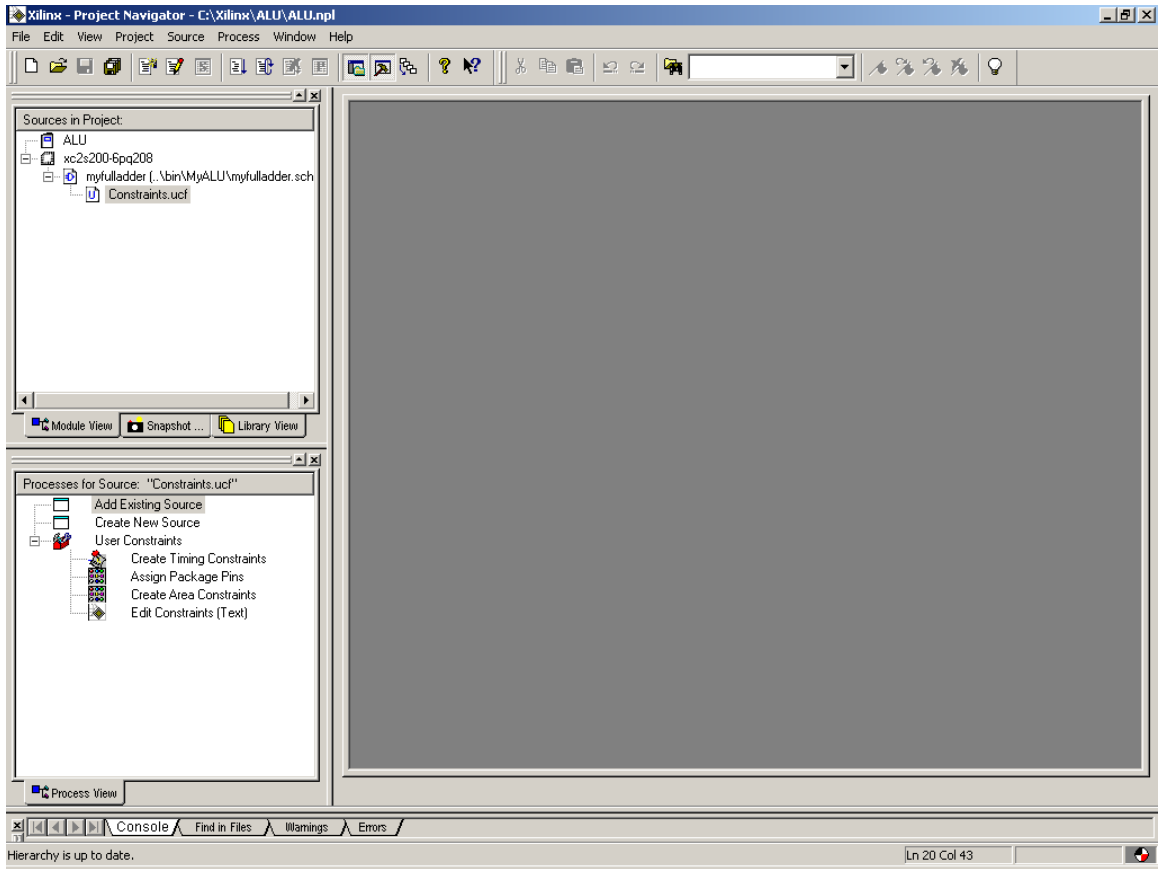 Xilinx - Project Navigator - C:\Xilinx\ALU\ALU.npl
File Edit View Project Source Process Window Help
Sources in Project:
ALU
xc2s200-6pq208
myfulladder (..\bin\MyALU\myfulladder.sch
Constraints.ucf
Module View Snapshot ... Library View
Processes for Source: "Constraints.ucf"
Add Existing Source
Create New Source
User Constraints
Create Timing Constraints
Assign Package Pins
Create Area Constraints
Edit Constraints (Text)
Process View
Console Find in Files Warnings Errors
Hierarchy is up to date. Ln 20 Col 43